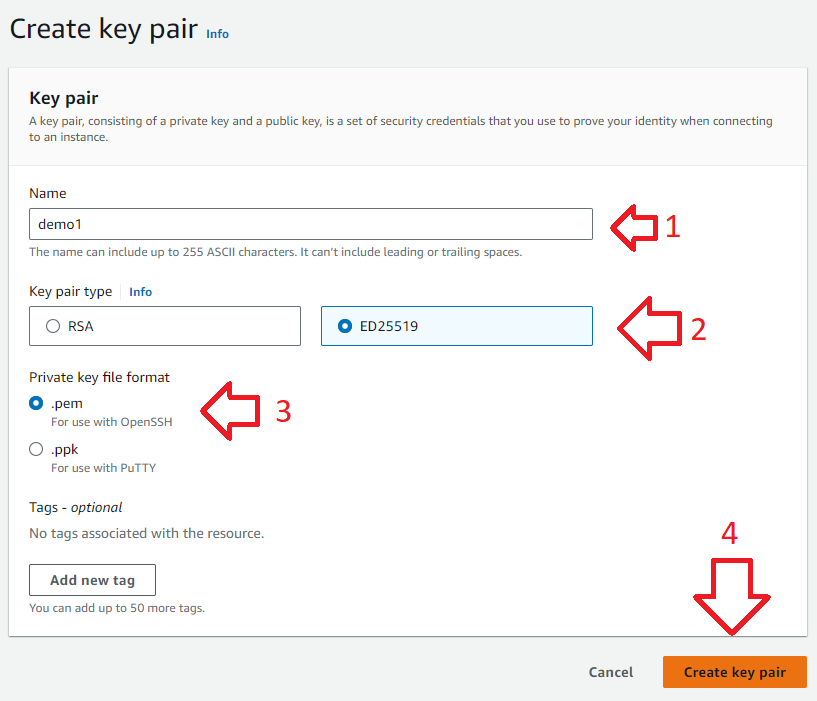 Create key pair Info
Key pair
A key pair, consisting of a private key and a public key, is a set of security credentials that you use to prove your identity when connecting
to an instance.
Name
demo1
1
The name can include up to 255 ASCII characters. It can't include leading or trailing spaces.
Key pair type Info
RSA
ED25519
2
Private key file format
.pem
For use with OpenSSH
3
.ppk
For use with PuTTY
Tags - optional
No tags associated with the resource.
Add new tag
You can add up to 50 more tags.
4
Cancel
Create key pair